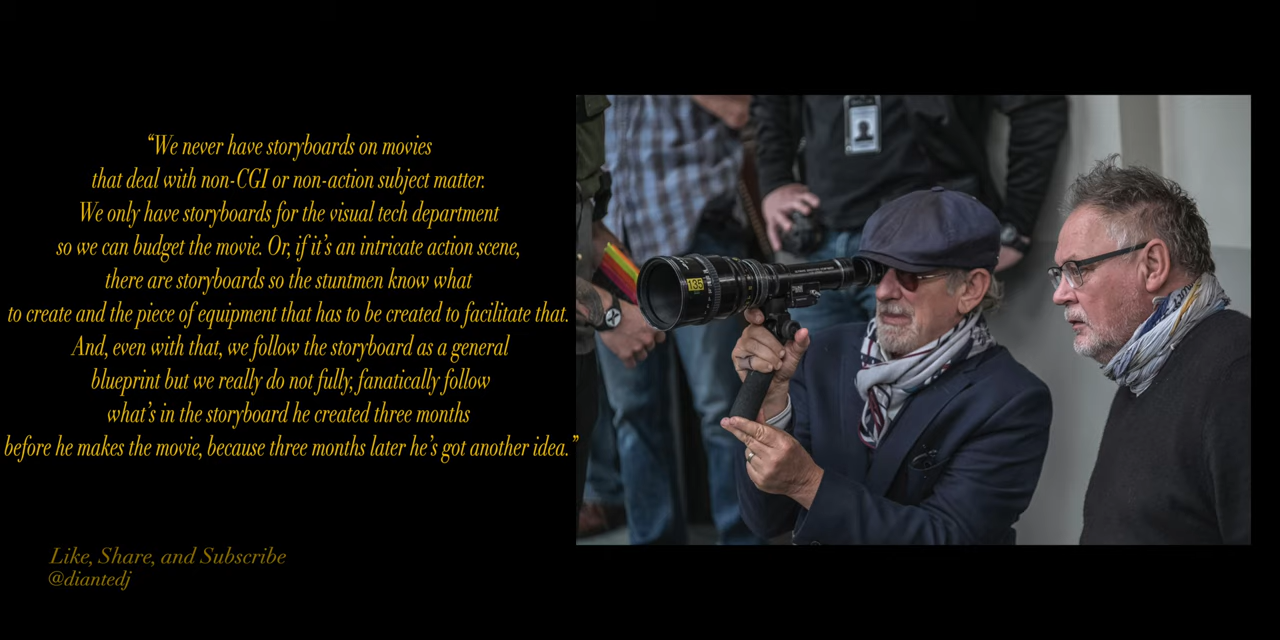 “We never have storyboards on movies
that deal with non-CGI or non-action subject matter.
We only have storyboards for the visual tech department
so we can budget the movie. Or, if it’s an intricate action scene,
there are storyboards so the stuntmen know what
to create and the piece of equipment that has to be created to facilitate that.
And, even with that, we follow the storyboard as a general
blueprint but we really do not fully, fanatically follow
what’s in the storyboard he created three months
before he makes the movie, because three months later he’s got another idea.”
135
Like, Share, and Subscribe
@diantedj